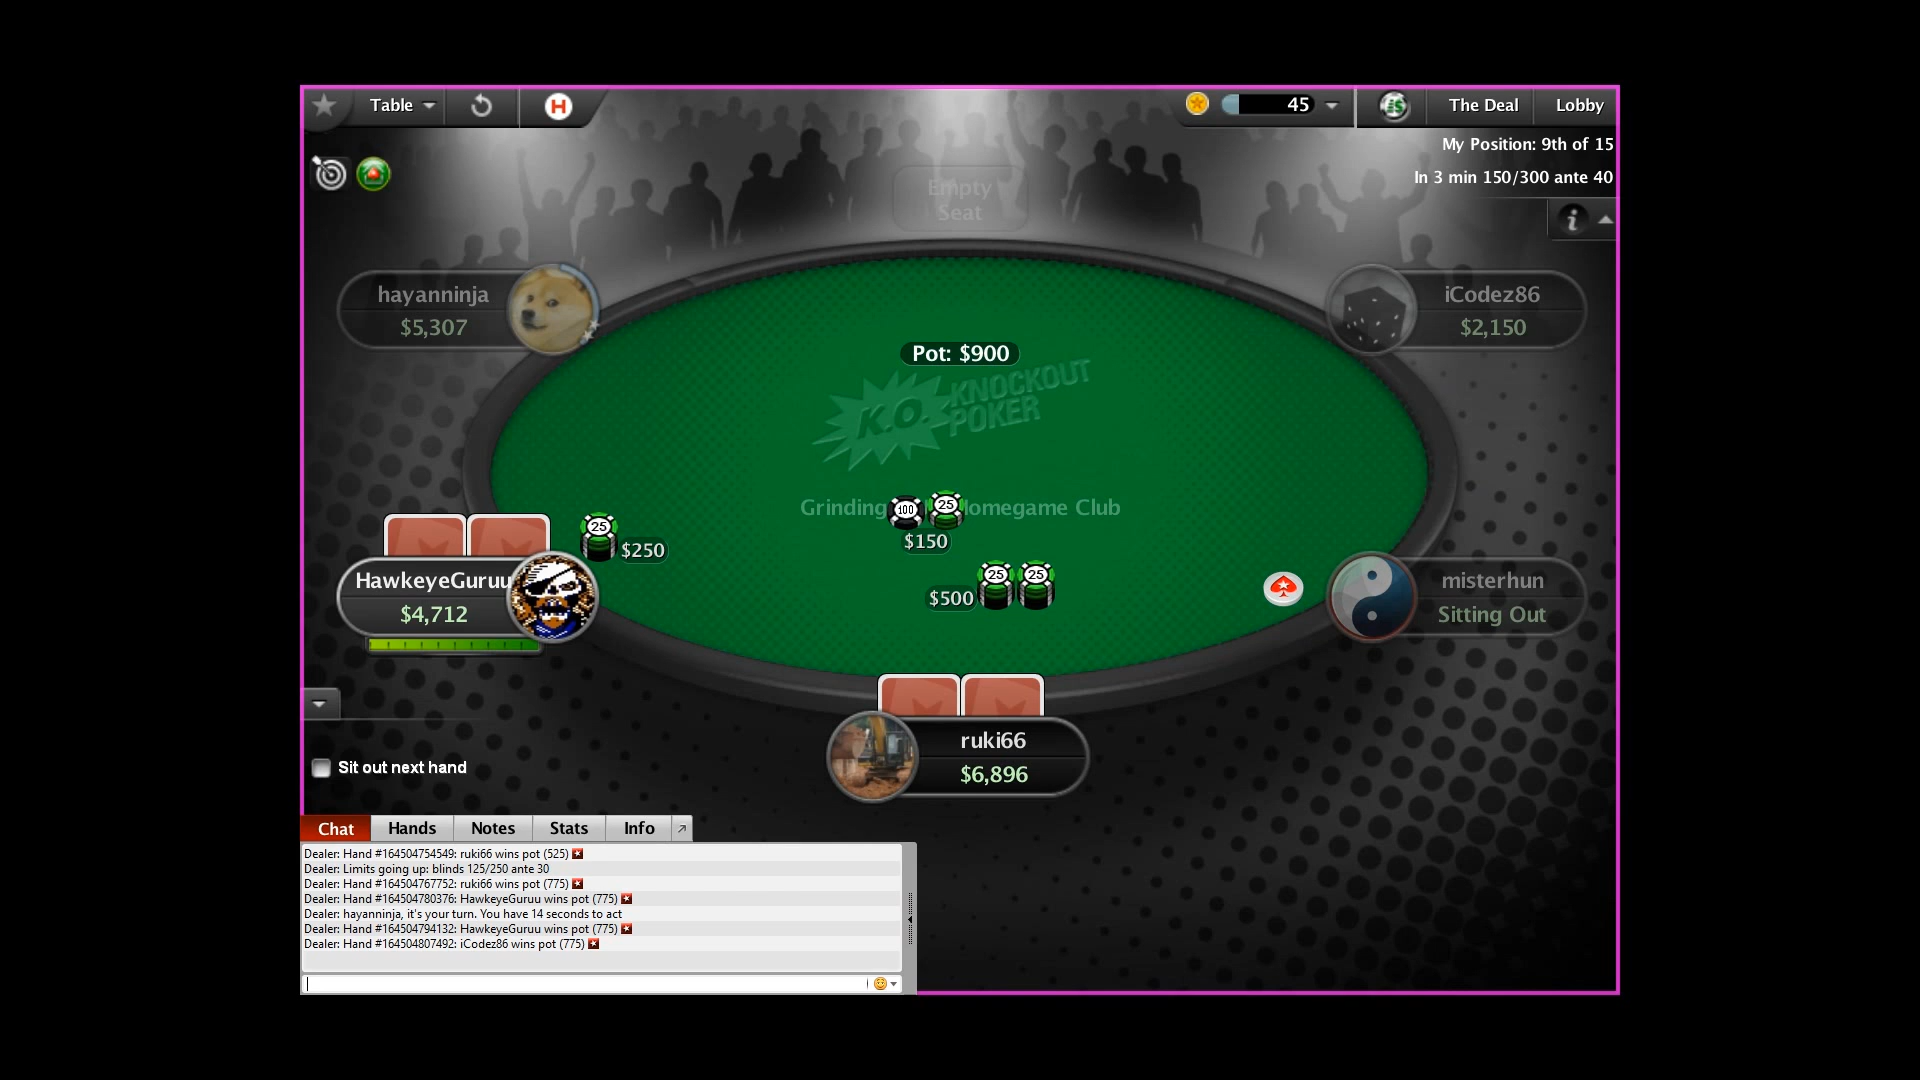 Table
H
45
The Deal
Lobby
My Position: 9th of 15
In 3 min 150/300 ante 40
Empty
Seat
i
hayanninja
$5,307
iCodez86
$2,150
Pot: $900
K.O. KNOCKOUT
POKER
Grinding
omegame Club
100
25
$150
25
$250
$500
25
25
HawkeyeGuruu
$4,712
misterhun
Sitting Out
ruki66
$6,896
Sit out next hand
Chat
Hands
Notes
Stats
Info
Dealer: Hand #164504754549: ruki66 wins pot (525)
Dealer: Limits going up: blinds 125/250 ante 30
Dealer: Hand #164504767752: ruki66 wins pot (775)
Dealer: Hand #164504780376: HawkeyeGuruu wins pot (775)
Dealer: hayanninja, it's your turn. You have 14 seconds to act
Dealer: Hand #164504794132: HawkeyeGuruu wins pot (775)
Dealer: Hand #164504807492: iCodez86 wins pot (775)